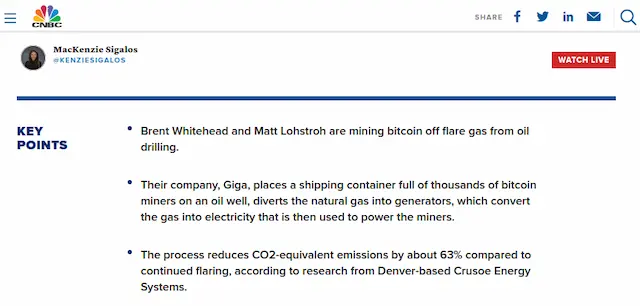 CNBC
SHARE
MacKenzie Sigalos
@KENZIESIGALOS
WATCH LIVE
KEY
POINTS
Brent Whitehead and Matt Lohstroh are mining bitcoin off flare gas from oil
drilling.
Their company, Giga, places a shipping container full of thousands of bitcoin
miners on an oil well, diverts the natural gas into generators, which convert
the gas into electricity that is then used to power the miners.
The process reduces CO2-equivalent emissions by about 63% compared to
continued flaring, according to research from Denver-based Crusoe Energy
Systems.